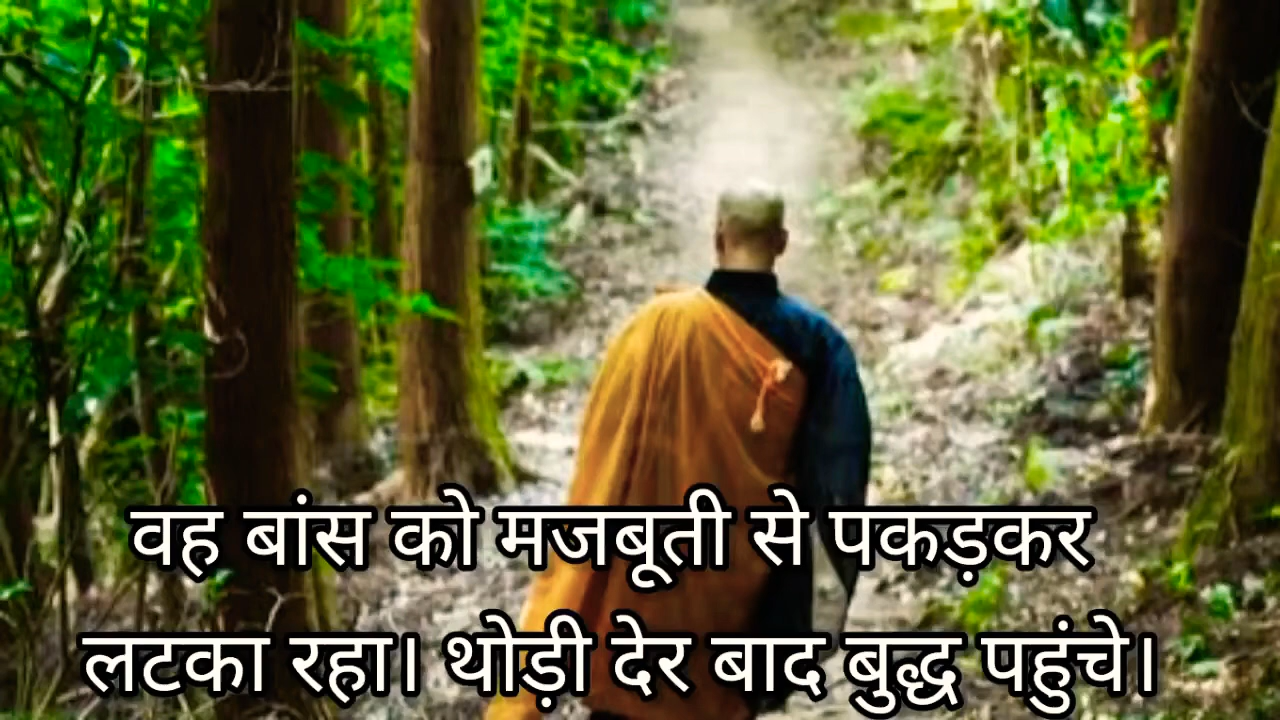 वह बांस को मजबूती से पकड़कर
लटका रहा। थोड़ी देर बाद बुद्ध पहुंचे।